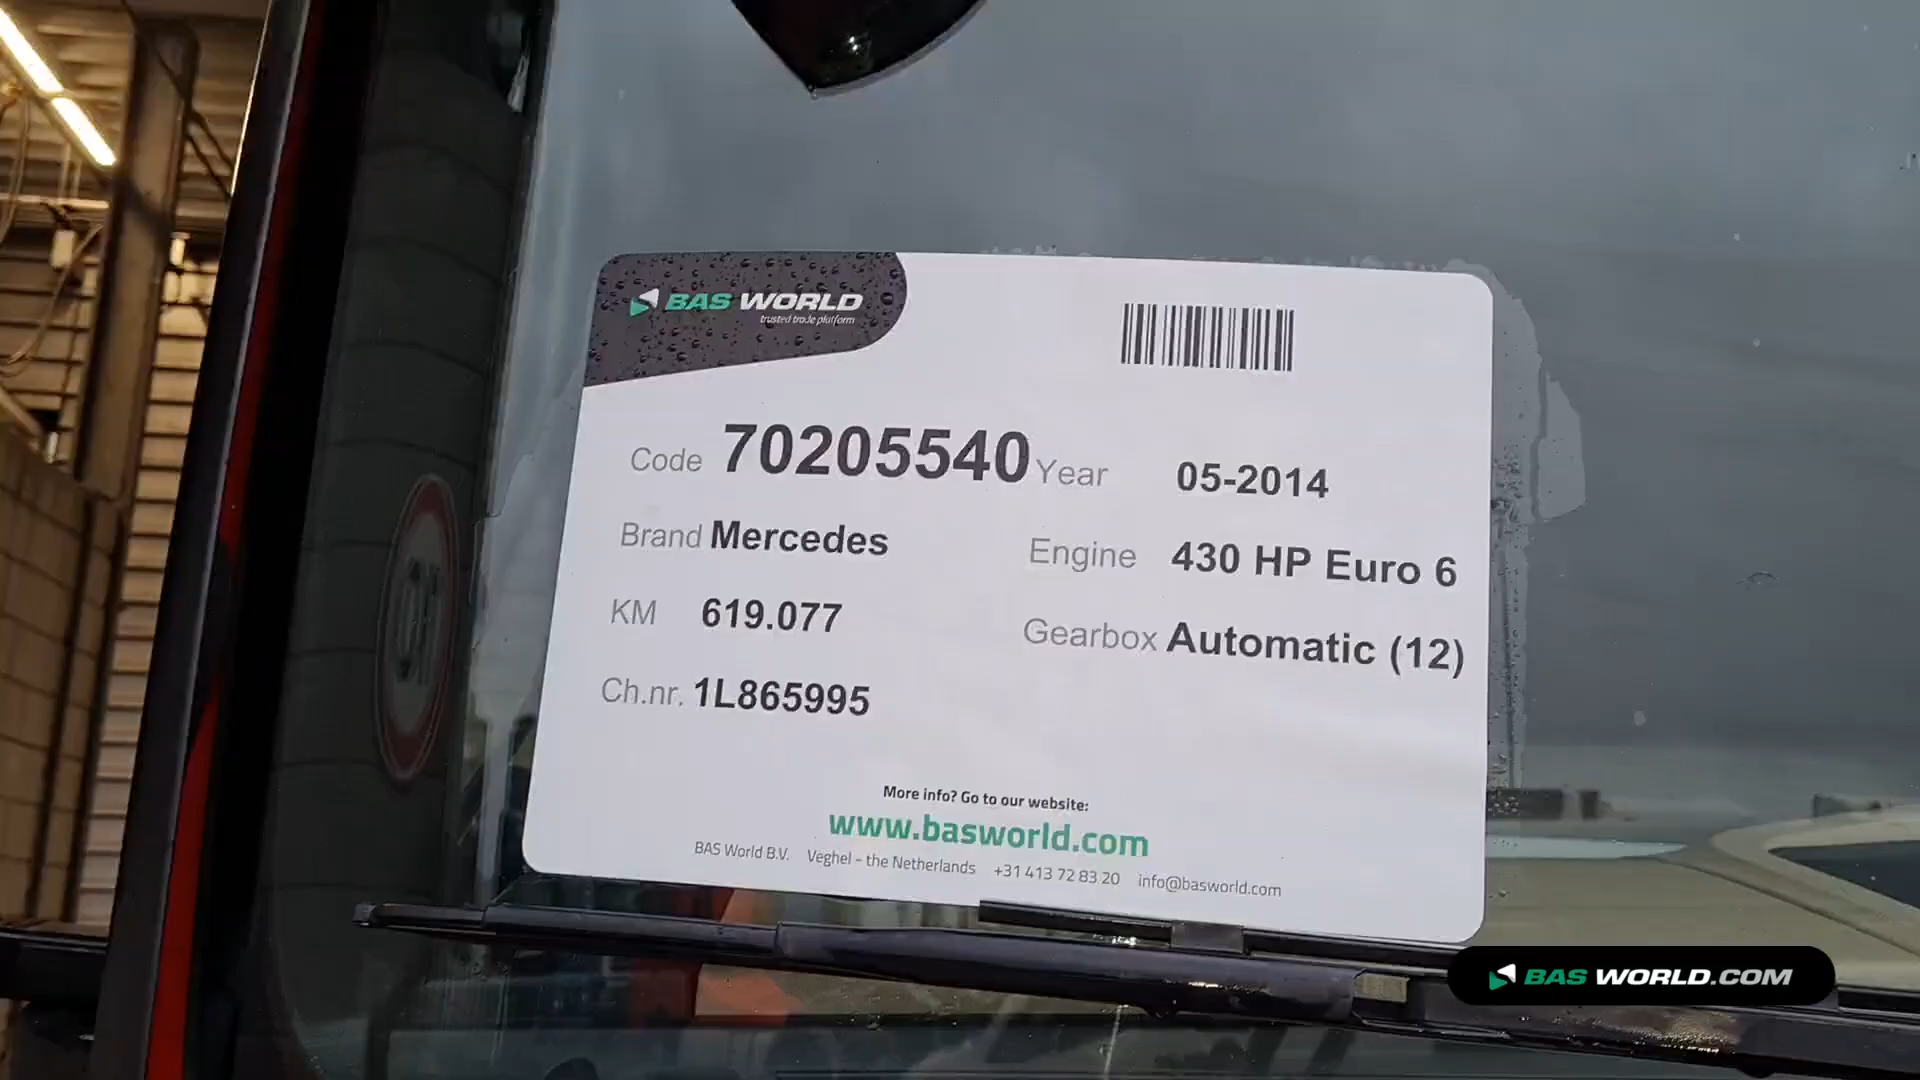 BAS WORLD
trusted trade platform
Code 70205540 Year 05-2014
Brand Mercedes Engine 430 HP Euro 6
KM 619.077 Gearbox Automatic (12)
Ch.nr. 1L865995
More info? Go to our website:
www.basworld.com
BAS World B.V. Veghel - the Netherlands +31 413 72 83 20 info@basworld.com
BAS WORLD.COM